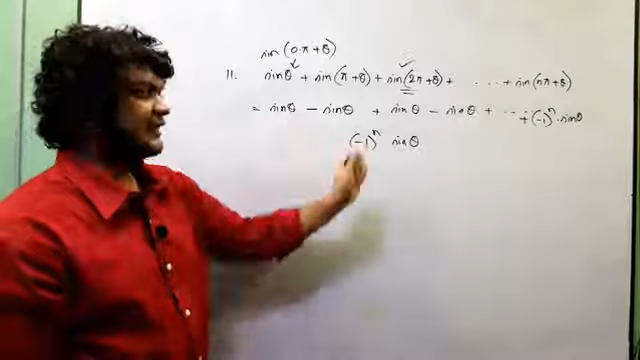 sin(0.π+θ)
11. sinθ + sin(π+θ) + sin(2π+θ) + . . . . + sin(nπ+θ)
= sinθ - sinθ + sinθ - sinθ + . . . + (-1)ⁿ . sinθ
(-1)ⁿ sinθ